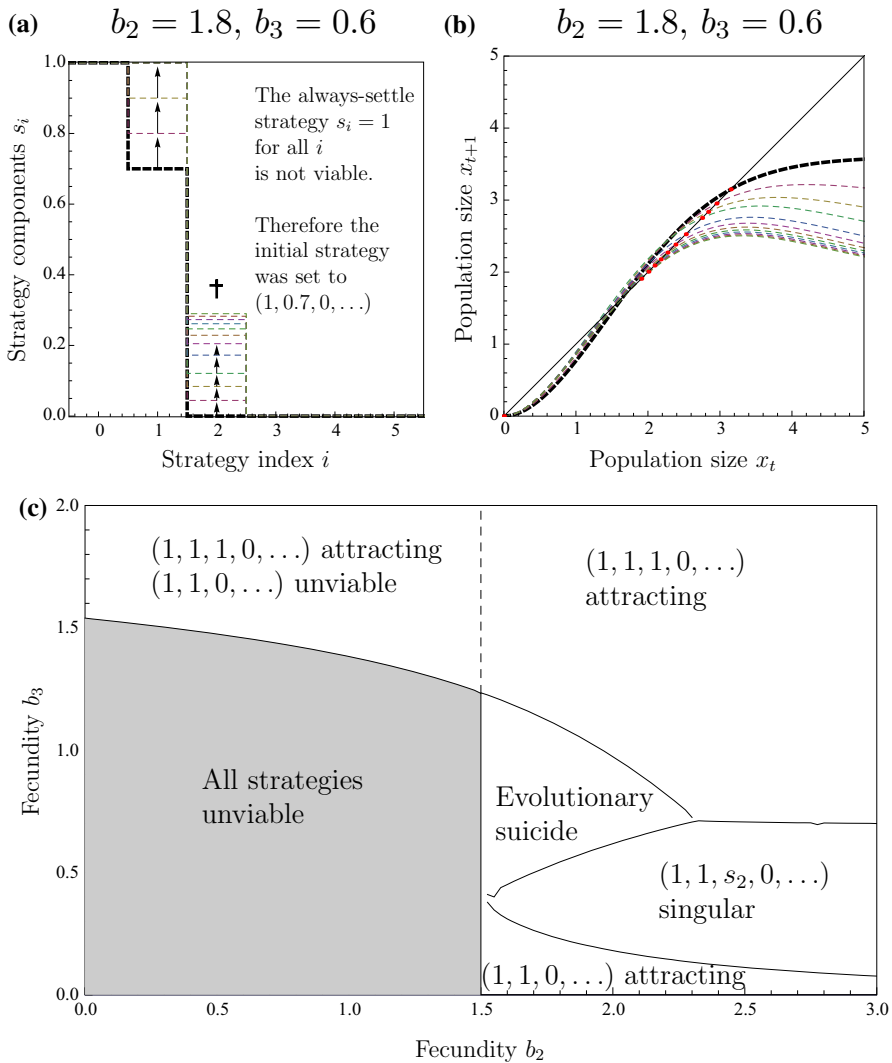 (a)
b₂ = 1.8, b₃ = 0.6
Strategy components sᵢ
1.0
0.8
0.6
0.4
0.2
0.0
The always-settle
strategy sᵢ = 1
for all i
is not viable.
Therefore the
initial strategy
was set to
(1, 0.7, 0, . . .)
†
0
1
2
3
4
5
Strategy index i
(b)
b₂ = 1.8, b₃ = 0.6
Population size xₜ₊₁
5
4
3
2
1
0
0
1
2
3
4
5
Population size xₜ
(c)
Fecundity b₃
2.0
1.5
1.0
0.5
0.0
(1, 1, 1, 0, . . .) attracting
(1, 1, 0, . . .) unviable
(1, 1, 1, 0, . . .)
attracting
All strategies
unviable
Evolutionary
suicide
(1, 1, s₂, 0, . . .)
singular
(1, 1, 0, . . .) attracting
0.0
0.5
1.0
1.5
2.0
2.5
3.0
Fecundity b₂